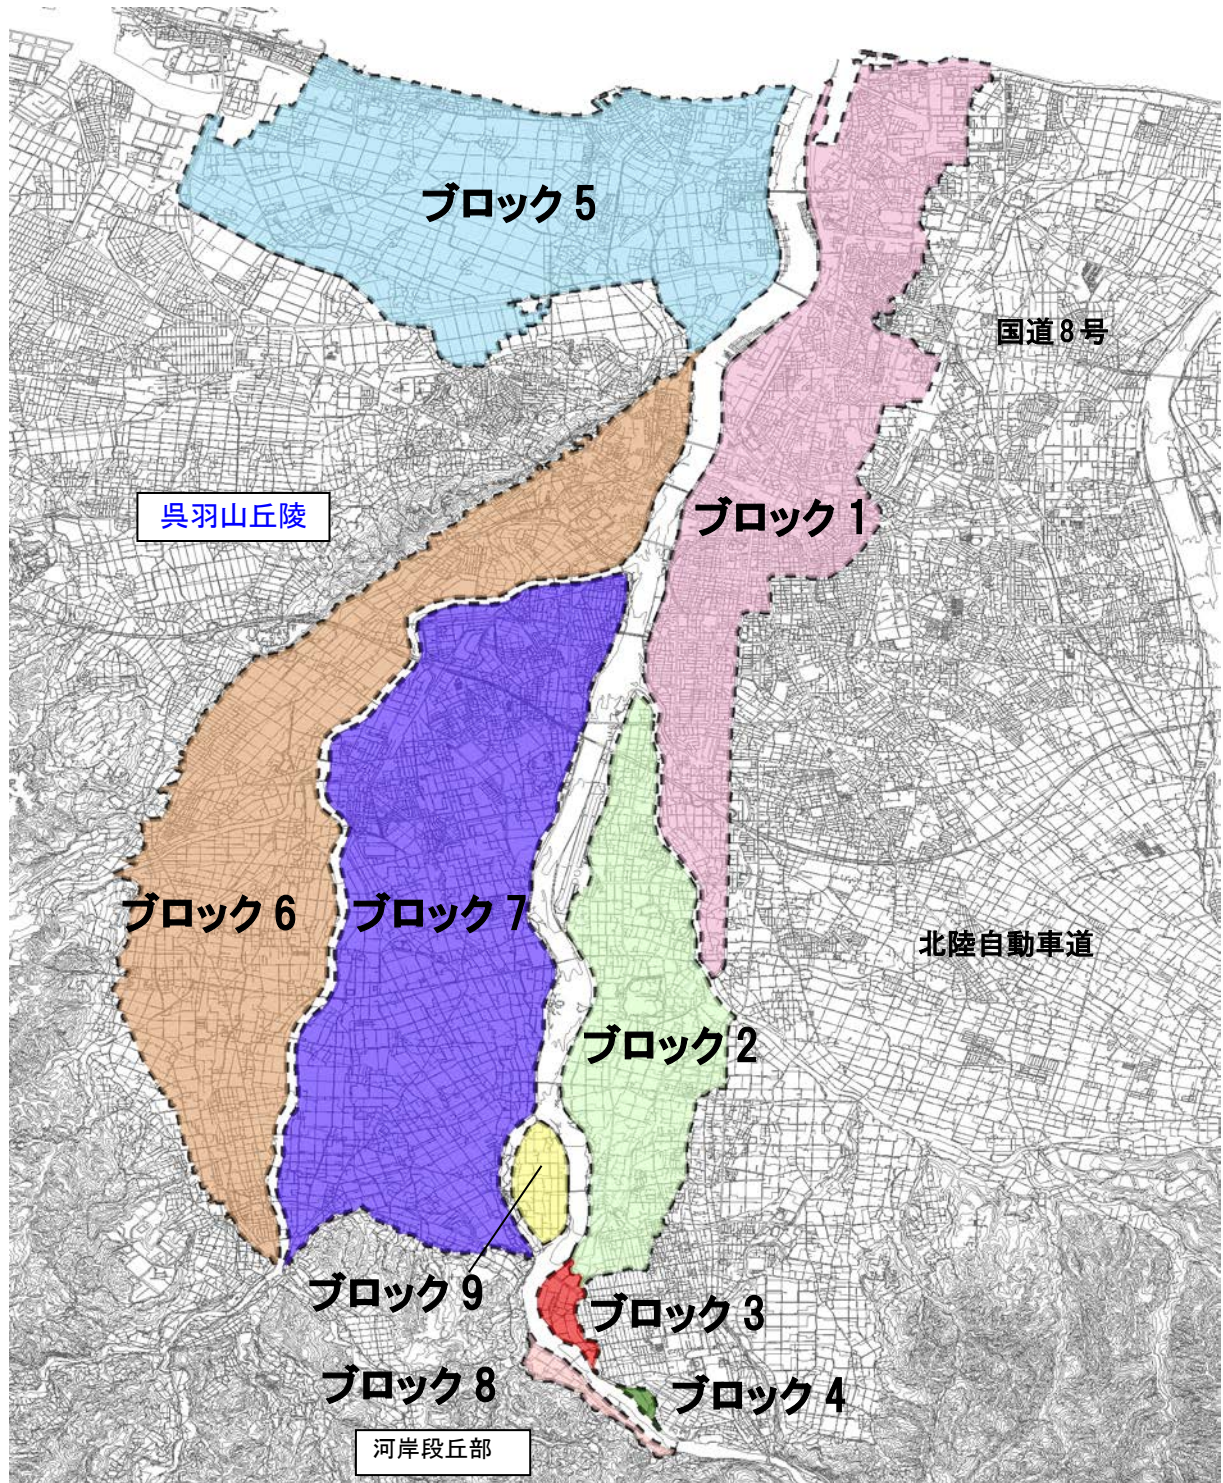 ブロック 5
国道8号
呉羽山丘陵
ブロック 1
ブロック 6
ブロック 7
北陸自動車道
ブロック 2
ブロック 9
ブロック 3
ブロック 8
ブロック 4
河岸段丘部